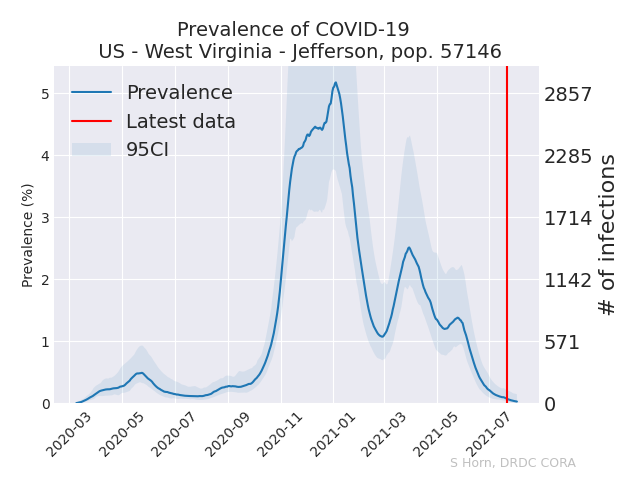 Prevalence of COVID-19
US - West Virginia - Jefferson, pop. 57146
Prevalence
Latest data
95CI
Prevalence (%)
5
4
3
2
1
0
2857
2285
1714
1142
571
0
# of infections
2020-03
2020-05
2020-07
2020-09
2020-11
2021-01
2021-03
2021-05
2021-07
S Horn, DRDC CORA